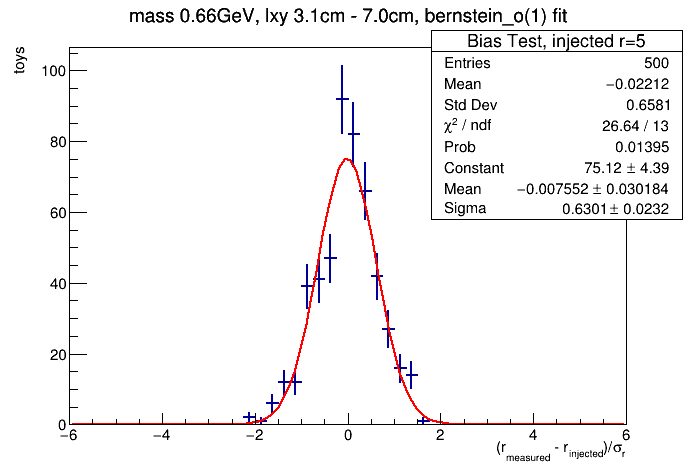 mass 0.66GeV, lxy 3.1cm - 7.0cm, bernstein_o(1) fit
toys
Bias Test, injected r=5
Entries 500
Mean −0.02212
Std Dev 0.6581
χ² / ndf 26.64 / 13
Prob 0.01395
Constant 75.12 ± 4.39
Mean −0.007552 ± 0.030184
Sigma 0.6301 ± 0.0232
100
80
60
40
20
0
−6 −4 −2 0 2 4 6
(r_measured - r_injected)/σ_r